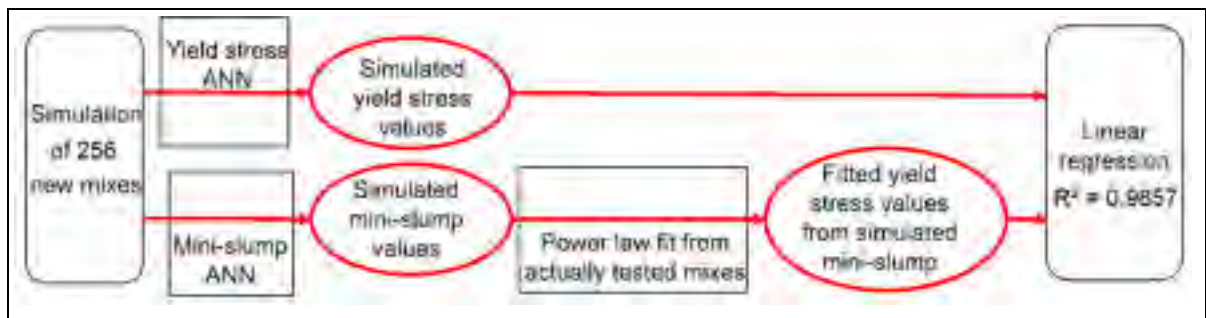 Simulation
of 256
new mixes
Yield stress
ANN
Mini-slump
ANN
Simulated
yield stress
values
Simulated
mini-slump
values
Power law fit from
actually tested mixes
Fitted yield
stress values
from simulated
mini-slump
Linear
regression
R² = 0.9857